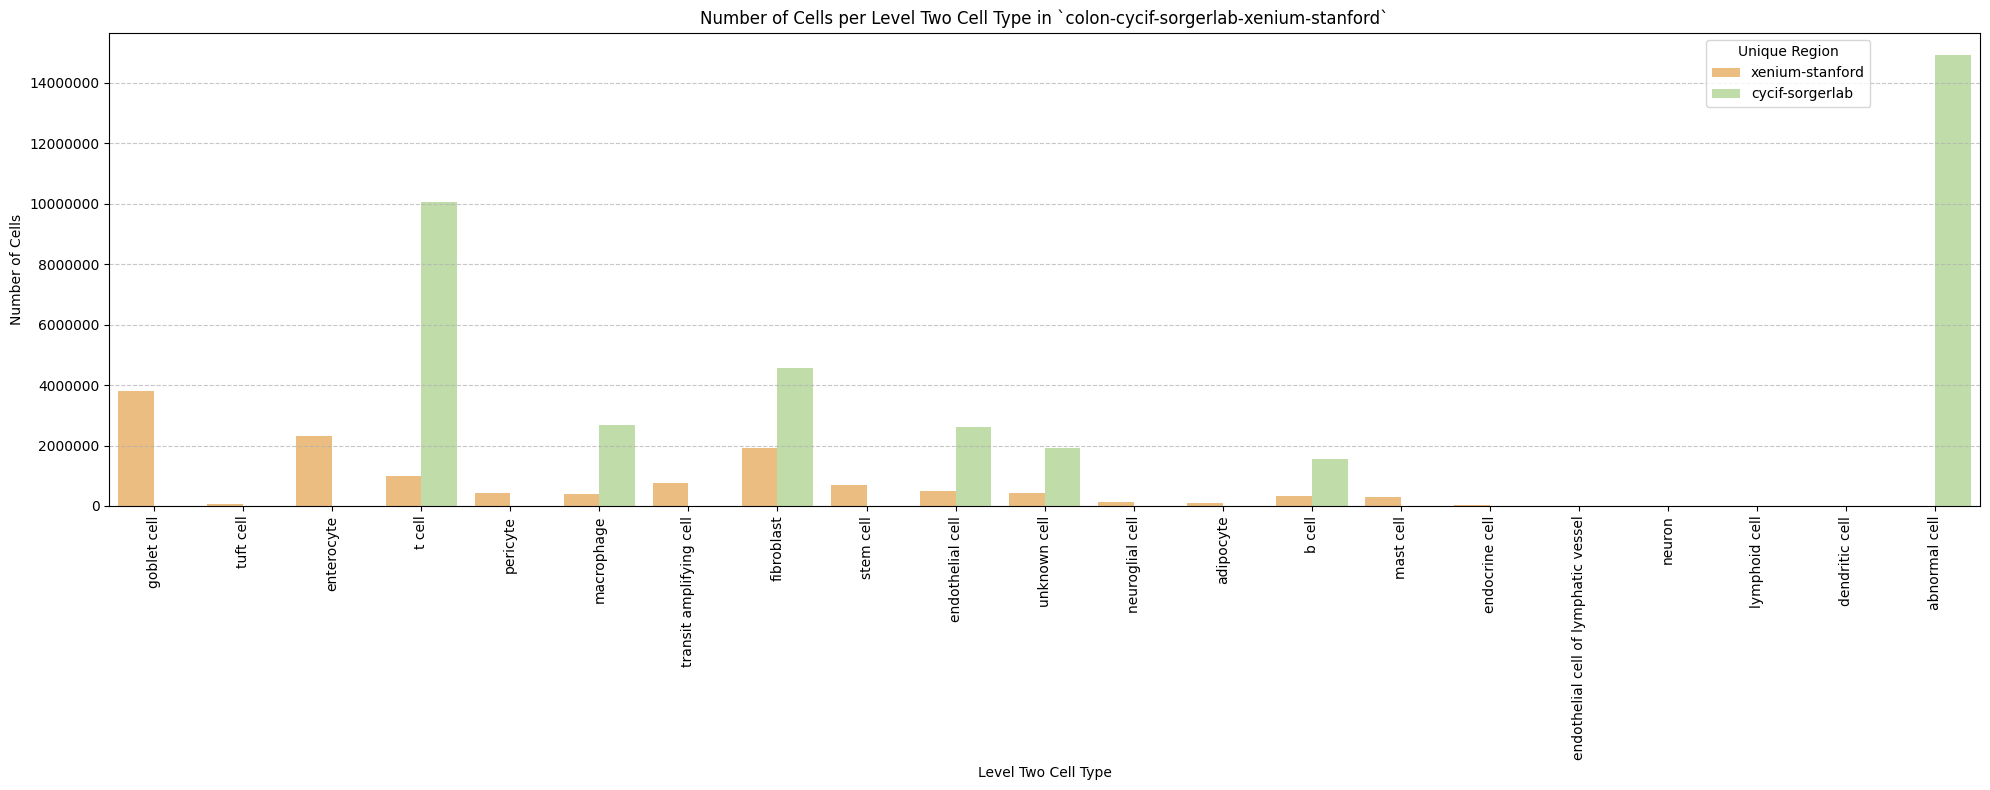 Number of Cells per Level Two Cell Type in `colon-cycif-sorgerlab-xenium-stanford`
Unique Region
xenium-stanford
cycif-sorgerlab
Number of Cells
14000000
12000000
10000000
8000000
6000000
4000000
2000000
0
goblet cell
tuft cell
enterocyte
t cell
pericyte
macrophage
transit amplifying cell
fibroblast
stem cell
endothelial cell
unknown cell
neuroglial cell
adipocyte
b cell
mast cell
endocrine cell
endothelial cell of lymphatic vessel
neuron
lymphoid cell
dendritic cell
abnormal cell
Level Two Cell Type